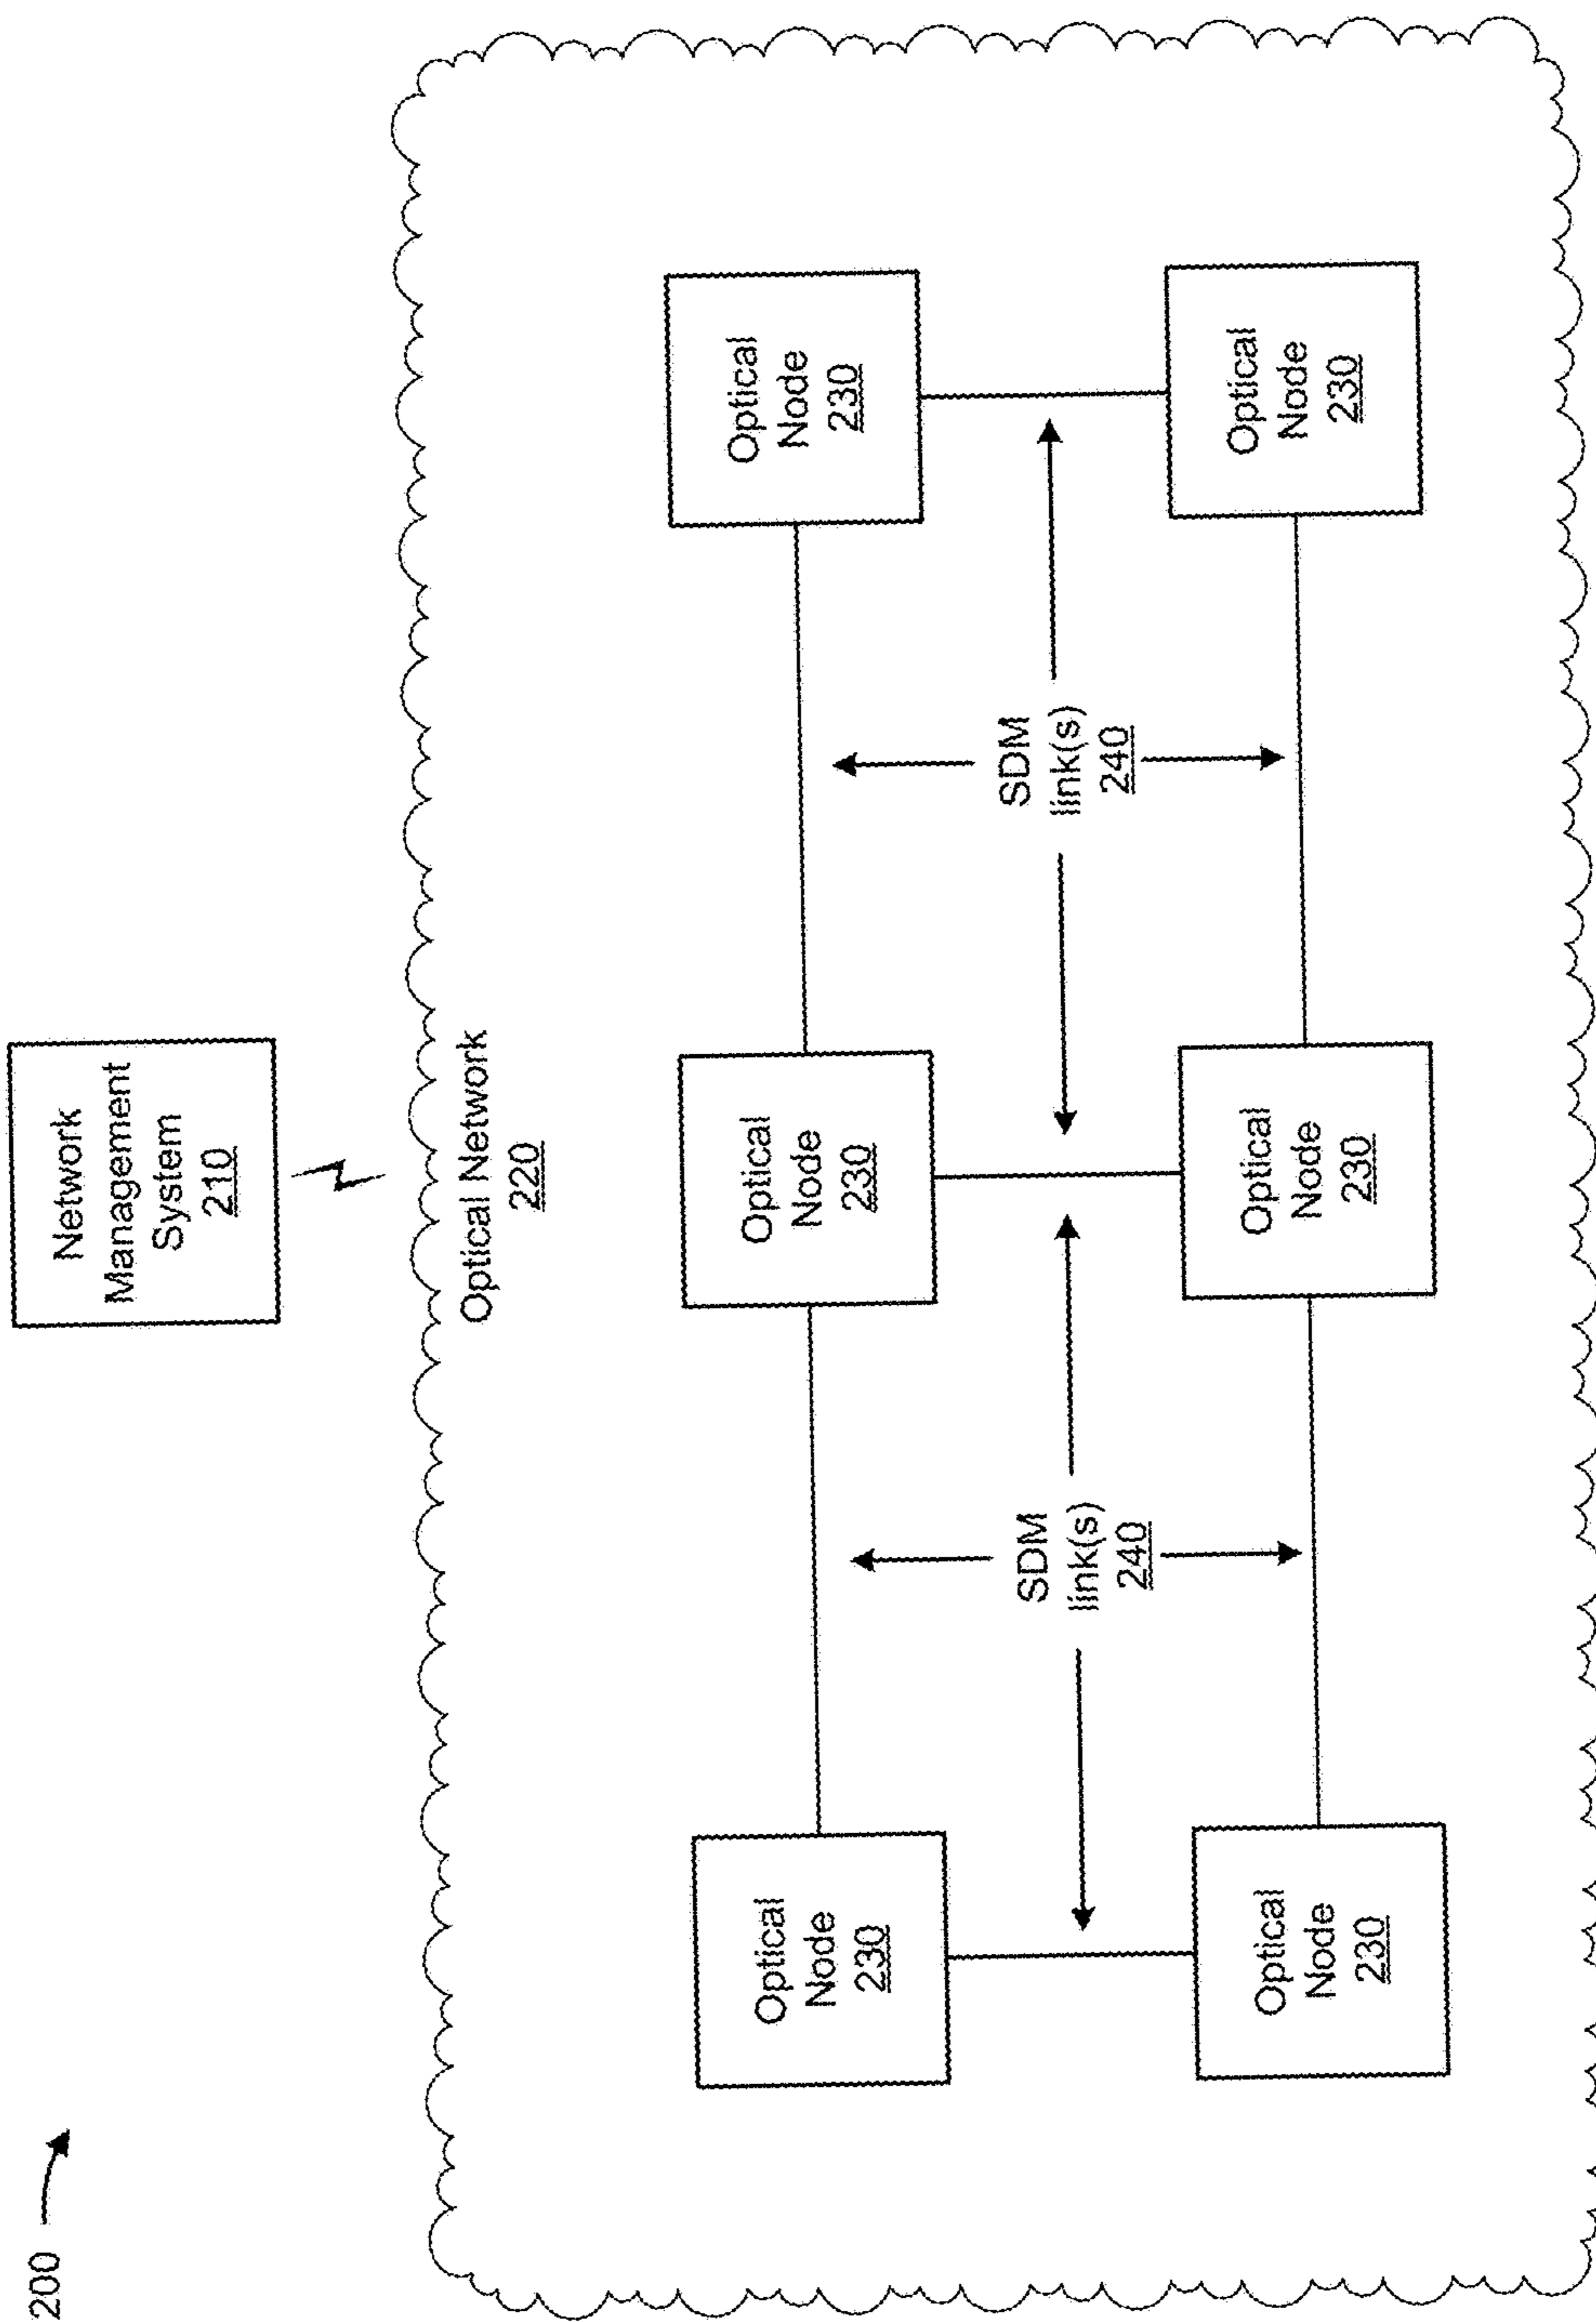 200
Network
Management
System
210
Optical Network
220
Optical
Node
230
Optical
Node
230
Optical
Node
230
SDM
link(s)
240
SDM
link(s)
240
Optical
Node
230
Optical
Node
230
Optical
Node
230